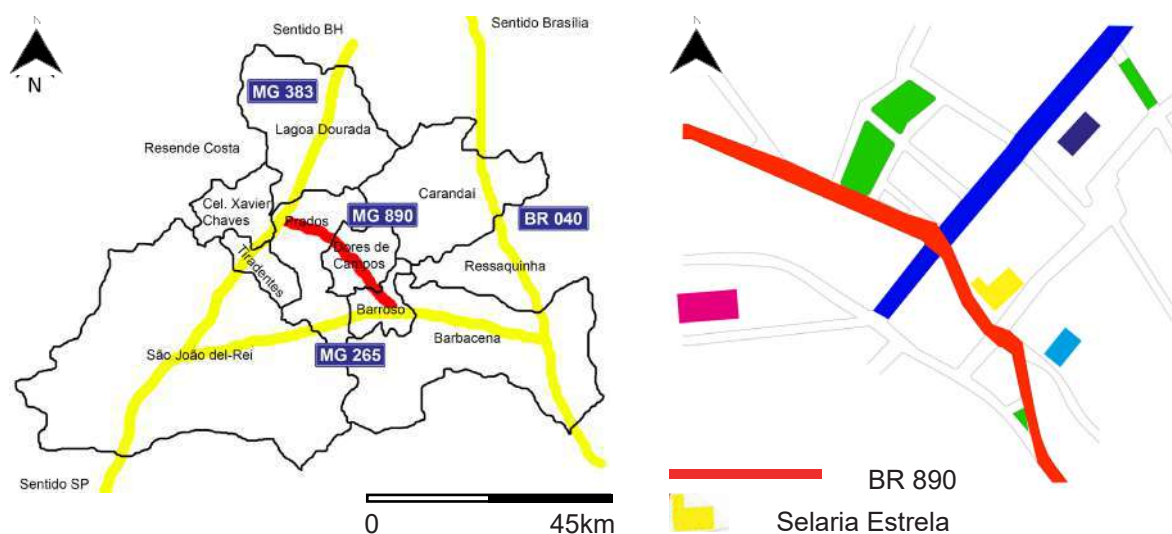 N
Sentido BH
Sentido Brasília
N
MG 383
Lagoa Dourada
Resende Costa
Carandaí
Cel. Xavier
Chaves
MG 890
Prados
BR 040
Dores de
Campos
Tiradentes
Ressaquinha
Barroso
Barbacena
São João del-Rei
MG 265
Sentido SP
0 45km
N
BR 890
Selaria Estrela